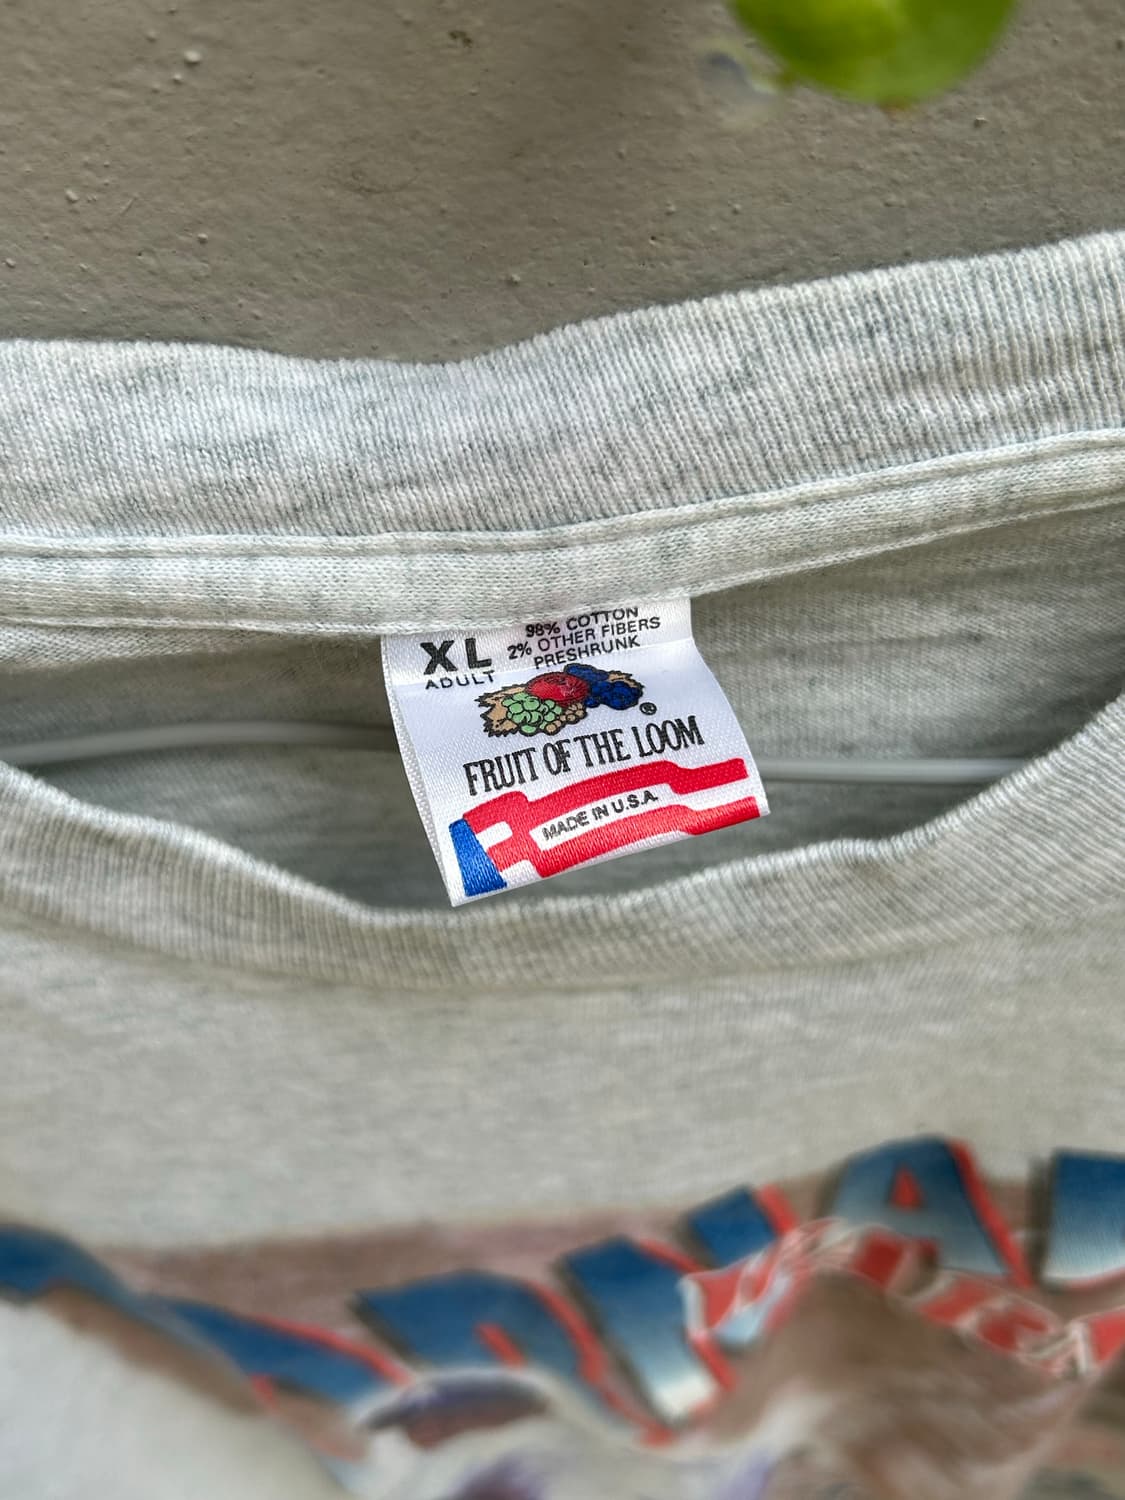 XL
ADULT
98% COTTON
2% OTHER FIBERS
PRESHRUNK
®
FRUIT OF THE LOOM
MADE IN U.S.A.